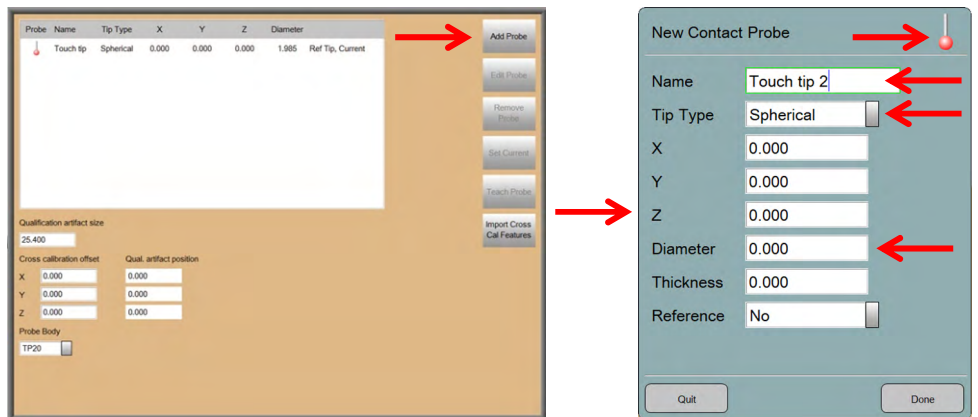 Probe Name Tip Type X Y Z Diameter
Touch tip Spherical 0.000 0.000 0.000 1.985 Ref Tip, Current
Add Probe
Edit Probe
Remove
Probe
Set Current
Teach Probe
Import Cross
Cal Features
Qualification artifact size
25.400
Cross calibration offset Qual. artifact position
X 0.000 0.000
Y 0.000 0.000
Z 0.000 0.000
Probe Body
TP20
New Contact Probe
Name Touch tip 2
Tip Type Spherical
X 0.000
Y 0.000
Z 0.000
Diameter 0.000
Thickness 0.000
Reference No
Quit Done